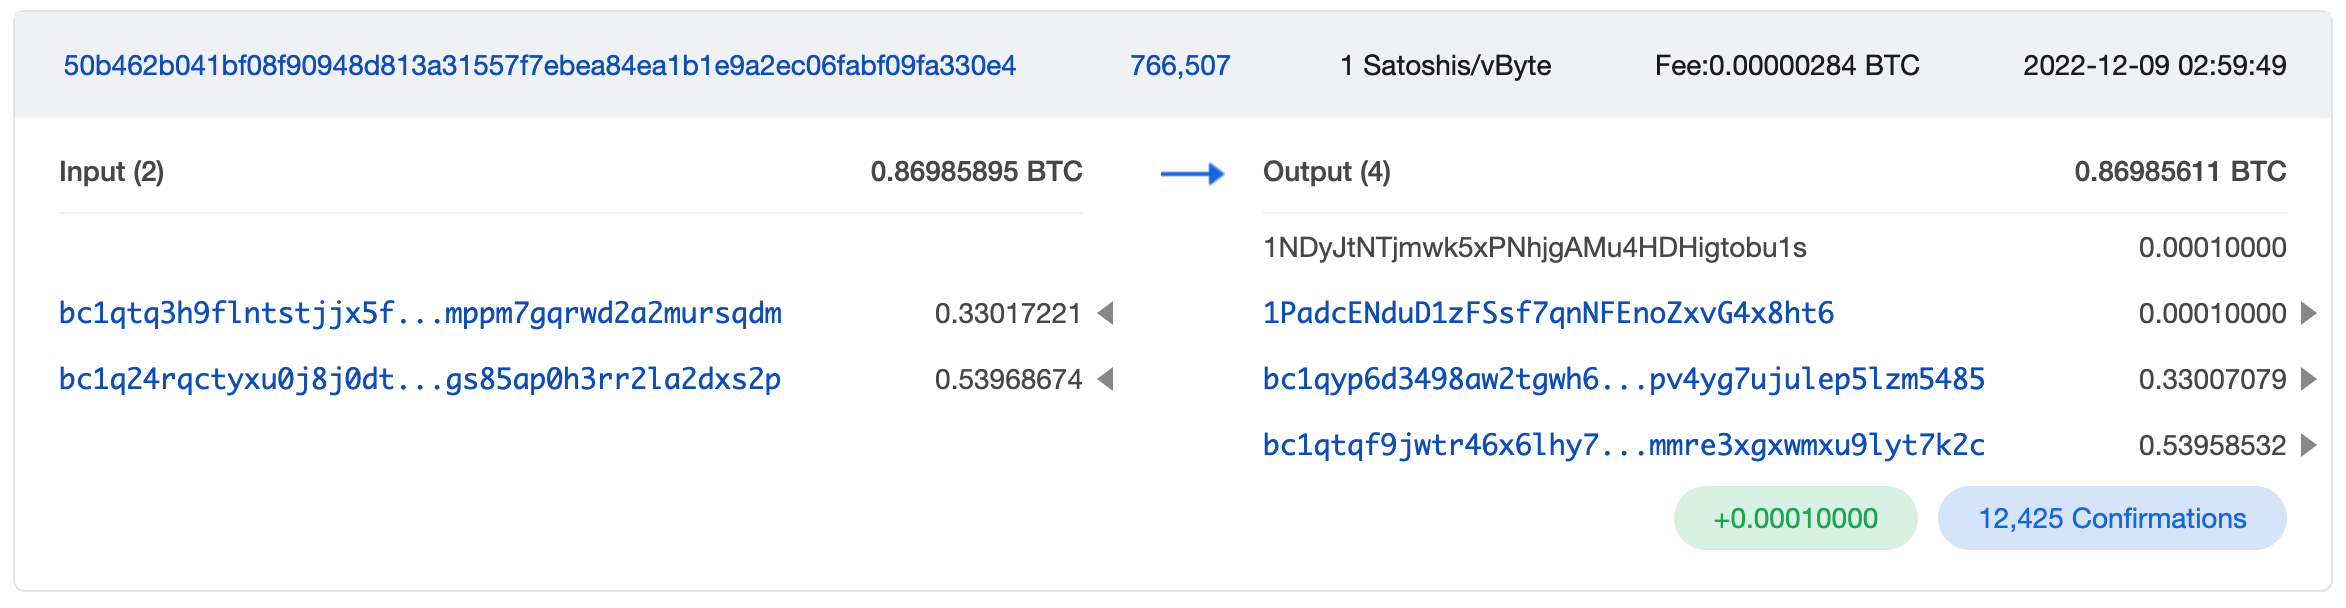 50b462b041bf08f90948d813a31557f7ebea84ea1b1e9a2ec06fabf09fa330e4 766,507 1 Satoshis/vByte Fee:0.00000284 BTC 2022-12-09 02:59:49
Input (2) 0.86985895 BTC
bc1qtq3h9flntstjjx5f...mppm7gqrwd2a2mursqdm 0.33017221
bc1q24rqctyxu0j8j0dt...gs85ap0h3rr2la2dxs2p 0.53968674
Output (4) 0.86985611 BTC
1NDyJtNTjmwk5xPNhjgAMu4HDHigtobu1s 0.00010000
1PadcENduD1zFSsf7qnNFEnoZxvG4x8ht6 0.00010000
bc1qyp6d3498aw2tgwh6...pv4yg7ujulep5lzm5485 0.33007079
bc1qtqf9jwtr46x6lhy7...mmre3xgxwmxu9lyt7k2c 0.53958532
+0.00010000 12,425 Confirmations